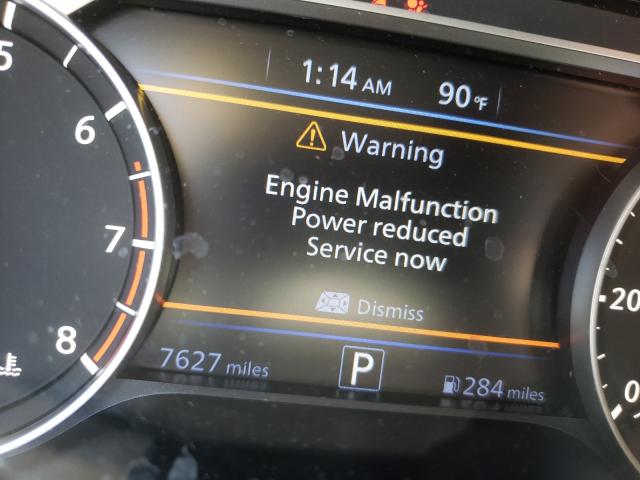 5
6
7
8
1:14 AM 90 °F
Warning
Engine Malfunction
Power reduced
Service now
Dismiss
7627 miles P 284 miles
20
0